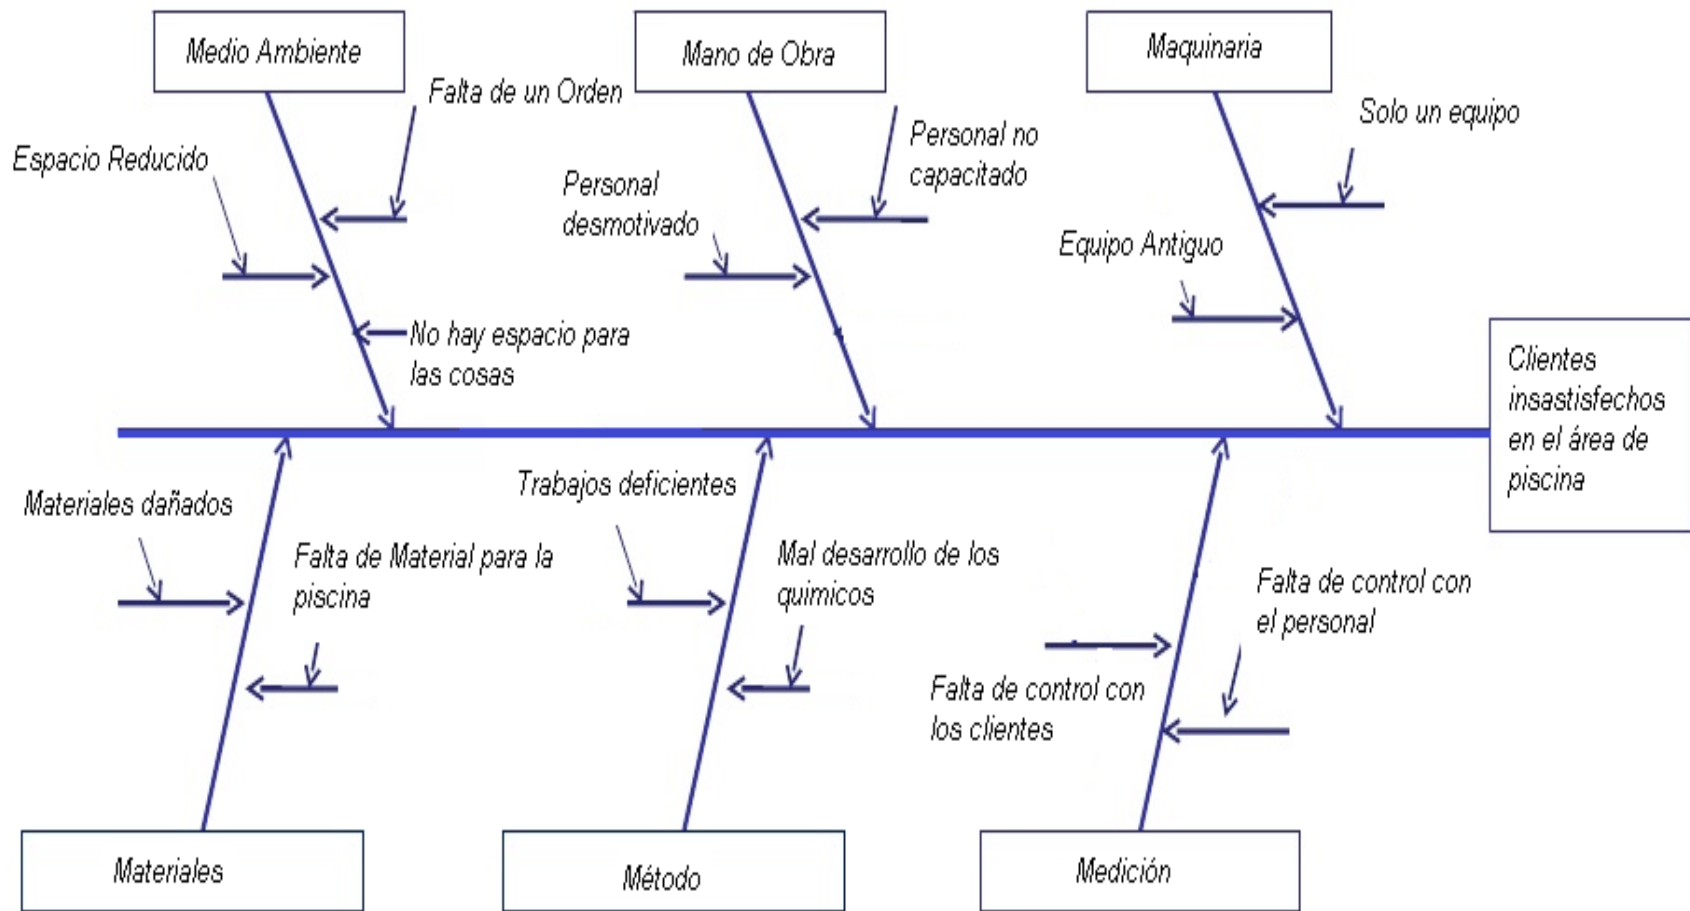 Medio Ambiente
Mano de Obra
Maquinaria
Falta de un Orden
Espacio Reducido
No hay espacio para
las cosas
Personal no
capacitado
Personal
desmotivado
Solo un equipo
Equipo Antiguo
Clientes
insastisfechos
en el área de
piscina
Materiales dañados
Falta de Material para la
piscina
Trabajos deficientes
Mal desarrollo de los
quimicos
Falta de control con
el personal
Falta de control con
los clientes
Materiales
Método
Medición